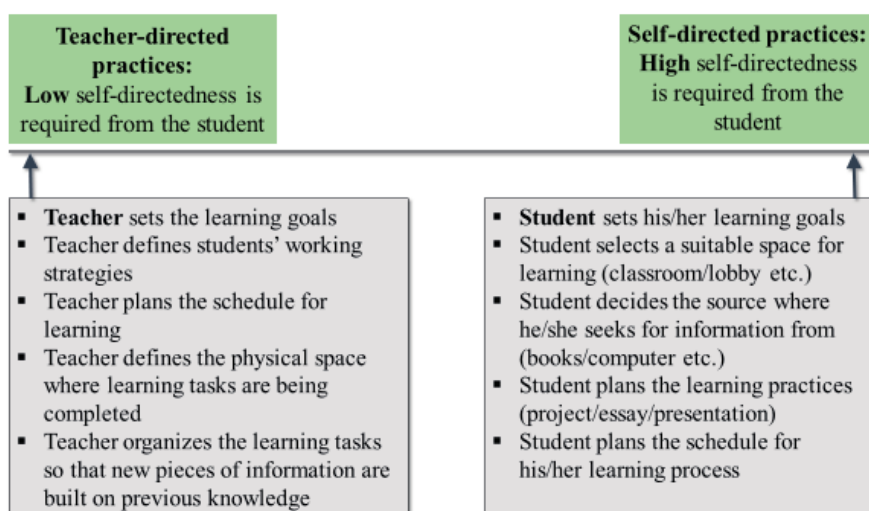 Teacher-directed
practices:
Low self-directedness is
required from the student
Self-directed practices:
High self-directedness
is required from the
student
▪ Teacher sets the learning goals
▪ Teacher defines students’ working
strategies
▪ Teacher plans the schedule for
learning
▪ Teacher defines the physical space
where learning tasks are being
completed
▪ Teacher organizes the learning tasks
so that new pieces of information are
built on previous knowledge
▪ Student sets his/her learning goals
▪ Student selects a suitable space for
learning (classroom/lobby etc.)
▪ Student decides the source where
he/she seeks for information from
(books/computer etc.)
▪ Student plans the learning practices
(project/essay/presentation)
▪ Student plans the schedule for
his/her learning process